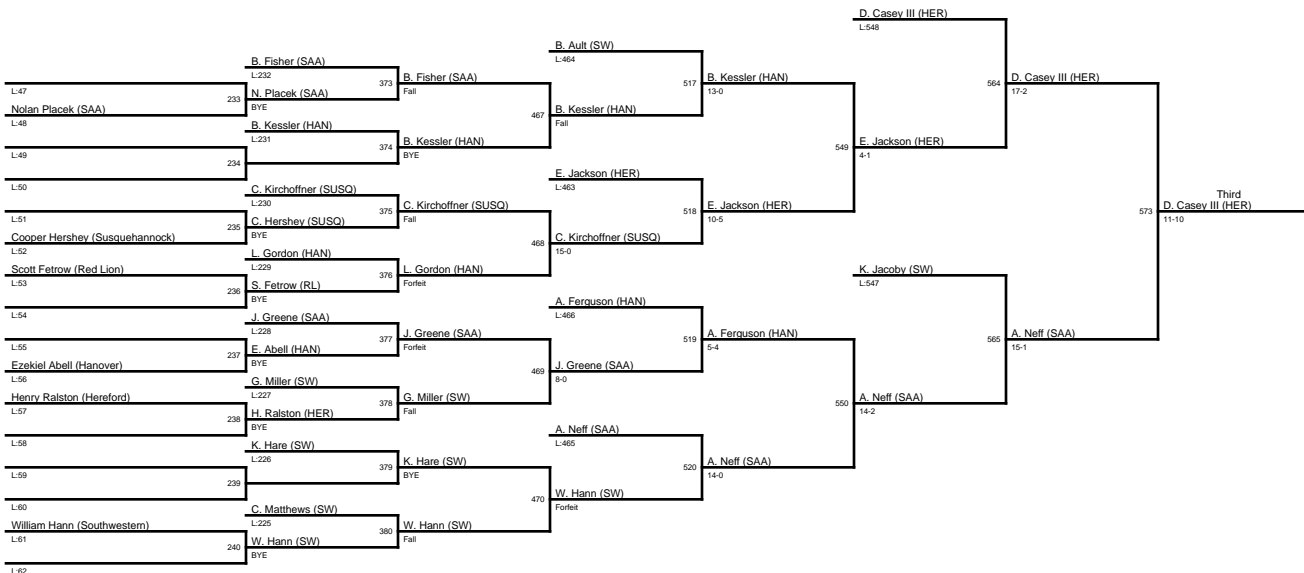 D. Casey III (HER)
L:548
B. Ault (SW)
L:464
B. Fisher (SAA)
L:232
373
B. Fisher (SAA)
Fall
517
B. Kessler (HAN)
13-0
564
D. Casey III (HER)
17-2
L:47
233
N. Placek (SAA)
BYE
Nolan Placek (SAA)
L:48
467
B. Kessler (HAN)
Fall
B. Kessler (HAN)
L:231
374
B. Kessler (HAN)
BYE
549
E. Jackson (HER)
4-1
L:49
234
L:50
E. Jackson (HER)
L:463
C. Kirchoffner (SUSQ)
L:230
375
C. Kirchoffner (SUSQ)
Fall
518
E. Jackson (HER)
10-5
Third
573
D. Casey III (HER)
11-10
L:51
235
C. Hershey (SUSQ)
BYE
Cooper Hershey (Susquehannock)
L:52
468
C. Kirchoffner (SUSQ)
15-0
L. Gordon (HAN)
L:229
376
L. Gordon (HAN)
Forfeit
Scott Fetrow (Red Lion)
L:53
236
S. Fetrow (RL)
BYE
K. Jacoby (SW)
L:547
L:54
A. Ferguson (HAN)
L:466
J. Greene (SAA)
L:228
377
J. Greene (SAA)
Forfeit
519
A. Ferguson (HAN)
5-4
565
A. Neff (SAA)
15-1
L:55
237
E. Abell (HAN)
BYE
Ezekiel Abell (Hanover)
L:56
469
J. Greene (SAA)
8-0
G. Miller (SW)
L:227
378
G. Miller (SW)
Fall
550
A. Neff (SAA)
14-2
Henry Ralston (Hereford)
L:57
238
H. Ralston (HER)
BYE
L:58
A. Neff (SAA)
L:465
K. Hare (SW)
L:226
379
K. Hare (SW)
BYE
520
A. Neff (SAA)
14-0
L:59
239
L:60
470
W. Hann (SW)
Forfeit
C. Matthews (SW)
L:225
380
W. Hann (SW)
Fall
William Hann (Southwestern)
L:61
240
W. Hann (SW)
BYE
L:62